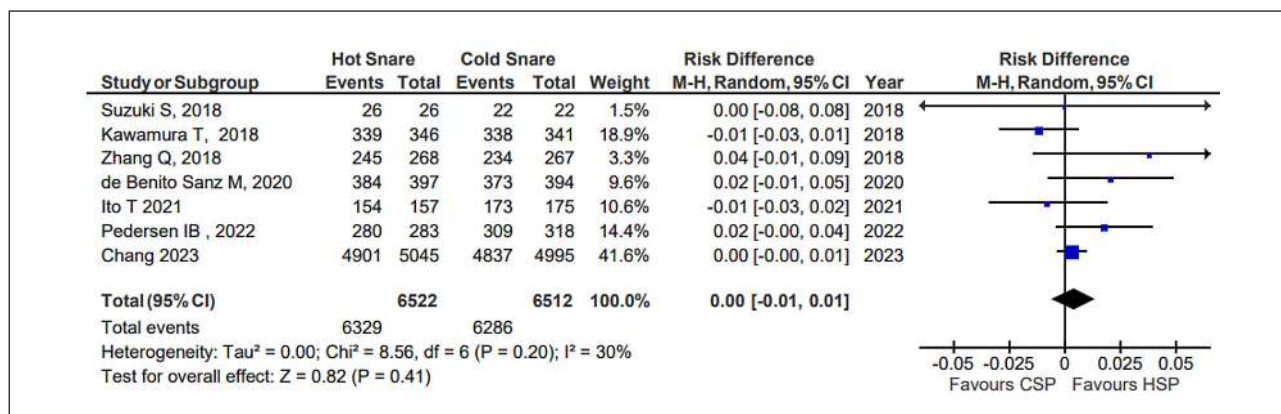 Hot Snare Cold Snare Risk Difference Risk Difference
Study or Subgroup Events Total Events Total Weight M-H, Random, 95% CI Year M-H, Random, 95% CI
Suzuki S, 2018 26 26 22 22 1.5% 0.00 [-0.08, 0.08] 2018
Kawamura T, 2018 339 346 338 341 18.9% -0.01 [-0.03, 0.01] 2018
Zhang Q, 2018 245 268 234 267 3.3% 0.04 [-0.01, 0.09] 2018
de Benito Sanz M, 2020 384 397 373 394 9.6% 0.02 [-0.01, 0.05] 2020
Ito T 2021 154 157 173 175 10.6% -0.01 [-0.03, 0.02] 2021
Pedersen IB , 2022 280 283 309 318 14.4% 0.02 [-0.00, 0.04] 2022
Chang 2023 4901 5045 4837 4995 41.6% 0.00 [-0.00, 0.01] 2023
Total (95% CI) 6522 6512 100.0% 0.00 [-0.01, 0.01]
Total events 6329 6286
Heterogeneity: Tau² = 0.00; Chi² = 8.56, df = 6 (P = 0.20); I² = 30%
Test for overall effect: Z = 0.82 (P = 0.41)
-0.05 -0.025 0 0.025 0.05
Favours CSP Favours HSP